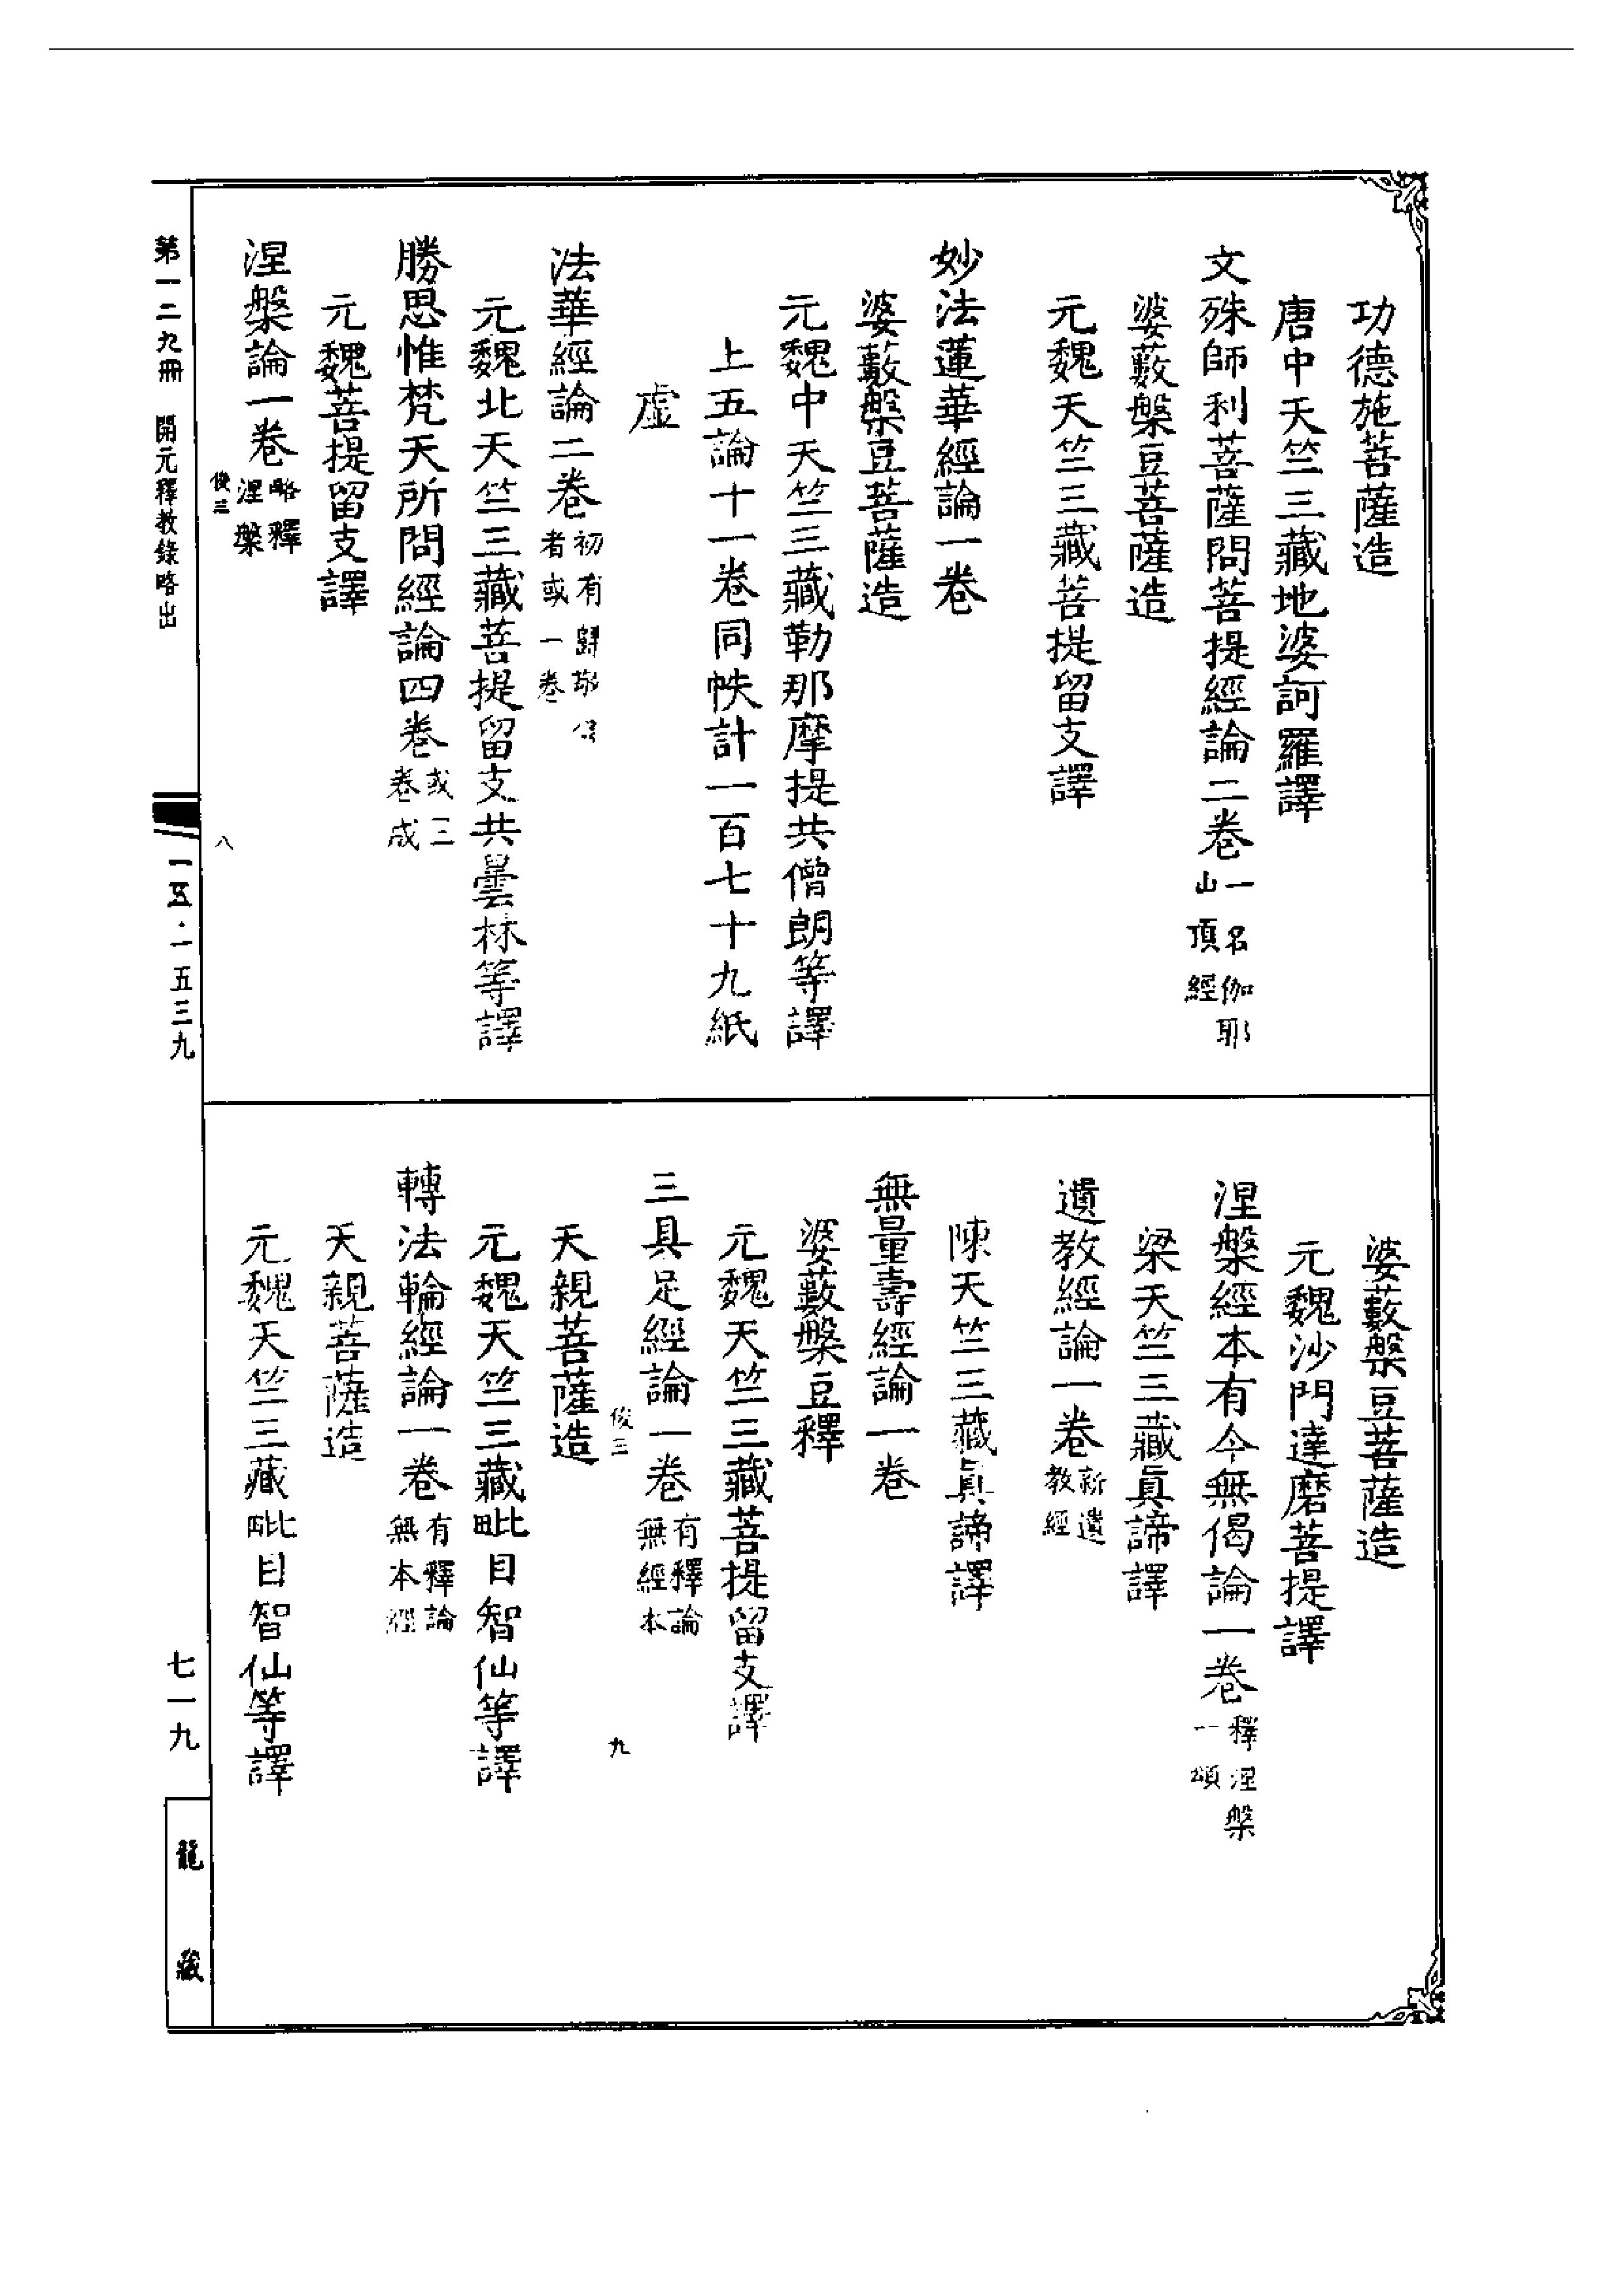 功德施菩薩造
唐中天竺三藏地婆訶羅譯
文殊師利菩薩問菩提經論二卷一名伽耶山頂經
婆藪槃豆菩薩造
元魏天竺三藏菩提留支譯
妙法蓮華經論一卷
婆藪槃豆菩薩造
元魏中天竺三藏勒那摩提共僧朗等譯
上五論十一卷同帙計一百七十九紙
虛
法華經論二卷初有歸敬者或一卷
元魏北天竺三藏菩提留支共曇林等譯
勝思惟梵天所問經論四卷或三卷成
元魏菩提留支譯
涅槃論一卷略釋涅槃
俊三
八
婆藪槃豆菩薩造
元魏沙門達磨菩提譯
涅槃經本有今無偈論一卷釋涅槃一頌
梁天竺三藏眞諦譯
遺教經論一卷新遺教經
陳天竺三藏眞諦譯
無量壽經論一卷
婆藪槃豆釋
元魏天竺三藏菩提留支譯
三具足經論一卷有釋論無經本
俊三
九
天親菩薩造
元魏天竺三藏毗目智仙等譯
轉法輪經論一卷有釋論無本經
天親菩薩造
元魏天竺三藏毗目智仙等譯
第一二九冊 開元釋教錄略出
一五·一五三九
七一九
龍藏